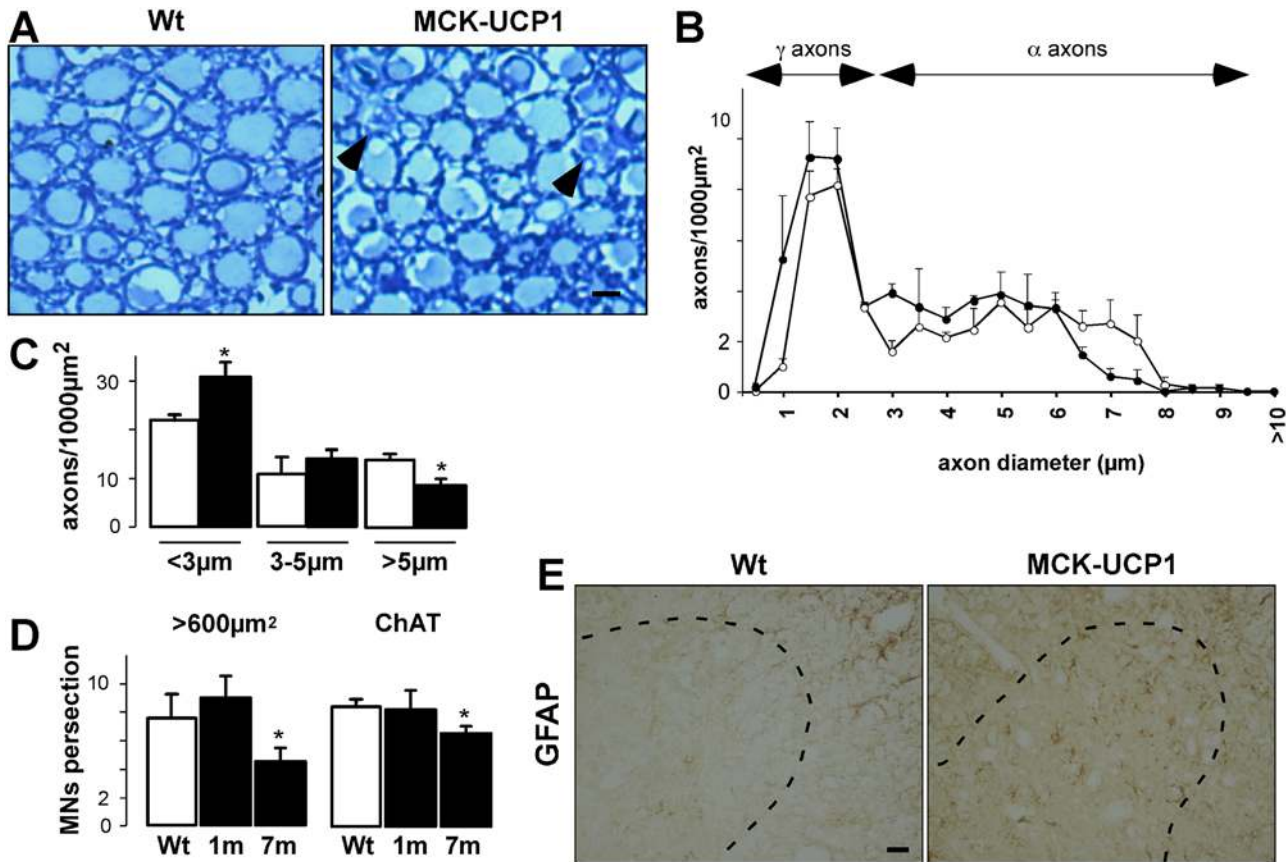 A
Wt
MCK-UCP1
B
γ axons
α axons
axons/1000µm²
10
2
0
1
2
3
4
5
6
7
8
9
>10
axon diameter (µm)
C
axons/1000µm²
30
10
0
*
*
<3µm
3-5µm
>5µm
D
>600µm²
ChAT
MNs persection
10
2
0
*
*
Wt
1m
7m
Wt
1m
7m
E
Wt
MCK-UCP1
GFAP